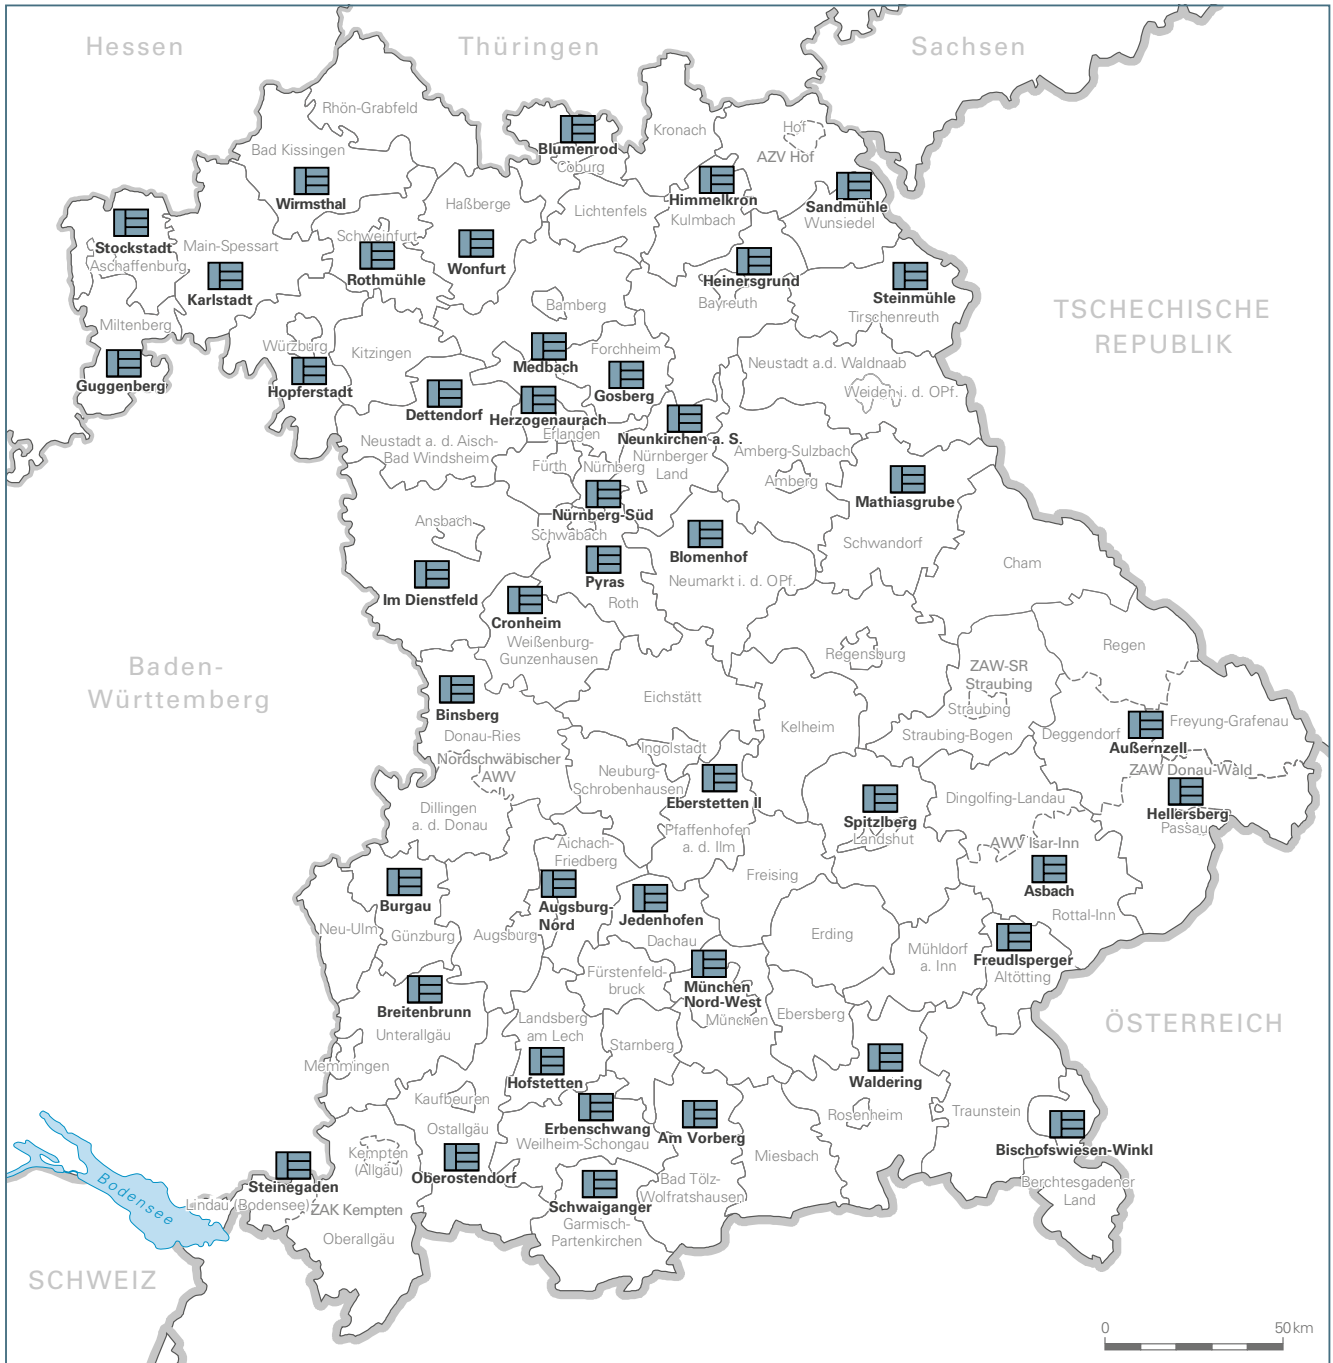 Hessen
Thüringen
Sachsen
Rhön-Grabfeld
Kronach
Hof
AZV Hof
Bad Kissingen
Blumenrod
Coburg
Wirmsthal
Haßberge
Lichtenfels
Himmelkron
Kulmbach
Sandmühle
Wunsiedel
Stockstadt
Aschaffenburg
Main-Spessart
Karlstadt
Schweinfurt
Rothmühle
Wonfurt
Heinersgrund
Bayreuth
Steinmühle
Tirschenreuth
Bamberg
TSCHECHISCHE
REPUBLIK
Miltenberg
Guggenberg
Würzburg
Hopferstadt
Kitzingen
Medbach
Forchheim
Gosberg
Neustadt a.d. Waldnaab
Weiden i. d. OPf.
Dettendorf
Herzogenaurach
Erlangen
Neunkirchen a. S.
Nürnberger
Land
Neustadt a. d. Aisch-
Bad Windsheim
Fürth
Nürnberg
Amberg-Sulzbach
Amberg
Mathiasgrube
Nürnberg-Süd
Schwabach
Ansbach
Blomenhof
Neumarkt i. d. OPf.
Schwandorf
Cham
Im Dienstfeld
Pyras
Roth
Cronheim
Weißenburg-
Gunzenhausen
Regensburg
Regen
ZAW-SR
Straubing
Straubing
Straubing-Bogen
Baden-
Württemberg
Binsberg
Donau-Ries
Nordschwäbischer
AWV
Eichstätt
Kelheim
Deggendorf
Außernzell
Freyung-Grafenau
ZAW Donau-Wald
Hellersberg
Passau
Ingolstadt
Neuburg-
Schrobenhausen
Eberstetten II
Pfaffenhofen
a. d. Ilm
Spitzlberg
Landshut
Dingolfing-Landau
Dillingen
a. d. Donau
Aichach-
Friedberg
Freising
AWV Isar-Inn
Asbach
Rottal-Inn
Burgau
Günzburg
Neu-Ulm
Augsburg
Augsburg-
Nord
Jedenhofen
Dachau
Erding
Mühldorf
a. Inn
Freudlsperger
Altötting
Fürstenfeld-
bruck
München
Nord-West
München
Ebersberg
Breitenbrunn
Unterallgäu
Memmingen
Landsberg
am Lech
Starnberg
Hofstetten
Waldering
Rosenheim
ÖSTERREICH
Kaufbeuren
Ostallgäu
Oberostendorf
Erbenschwang
Weilheim-Schongau
Am Vorberg
Bad Tölz-
Wolfratshausen
Miesbach
Traunstein
Bischofswiesen-Winkl
Berchtesgadener
Land
Kempten
(Allgäu)
Steinegaden
Lindau (Bodensee)
ZAK Kempten
Oberallgäu
Schwaiganger
Garmisch-
Partenkirchen
Bodensee
SCHWEIZ
0 50 km